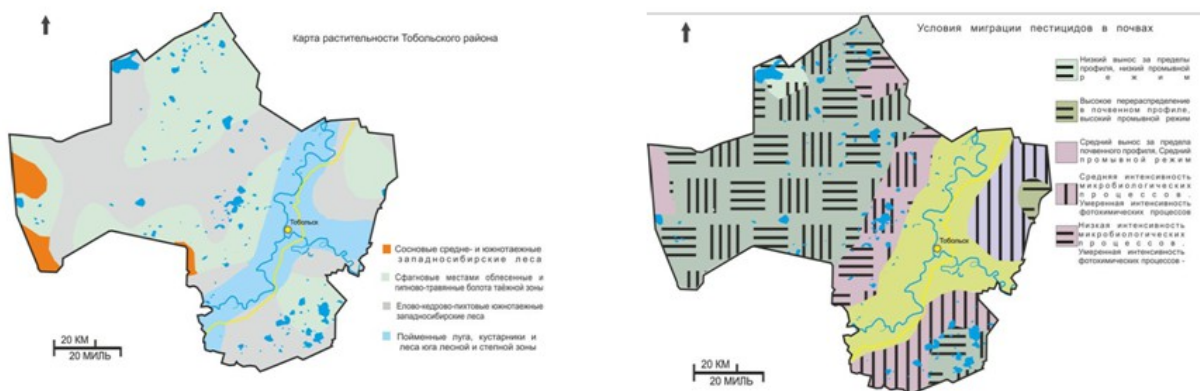 Карта растительности Тобольского района
Тобольск
Сосновые средне- и южнотаежные
западносибирские леса
Сфагновые местами облесенные и
гипново-травянные болота таёжной зоны
Елово-кедрово-пихтовые южнотаежные
западносибирские леса
Пойменные луга, кустарники и
леса юга лесной и степной зоны
20 КМ
20 МИЛЬ
Условия миграции пестицидов в почвах
Низкий вынос за пределы
профиля, низкий промывной
режим
Высокое перераспределение
в почвенном профиле,
высокий промывной режим
Средний вынос за предела
почвенного профиля, Средний
промывной режим
Средняя интенсивность
микробиологических
процессов.
Умеренная интенсивность
фотохимических процессов
Низкая интенсивность
микробиологических
процессов.
Умеренная интенсивность
фотохимических процессов -
Тобольск
20 КМ
20 МИЛЬ